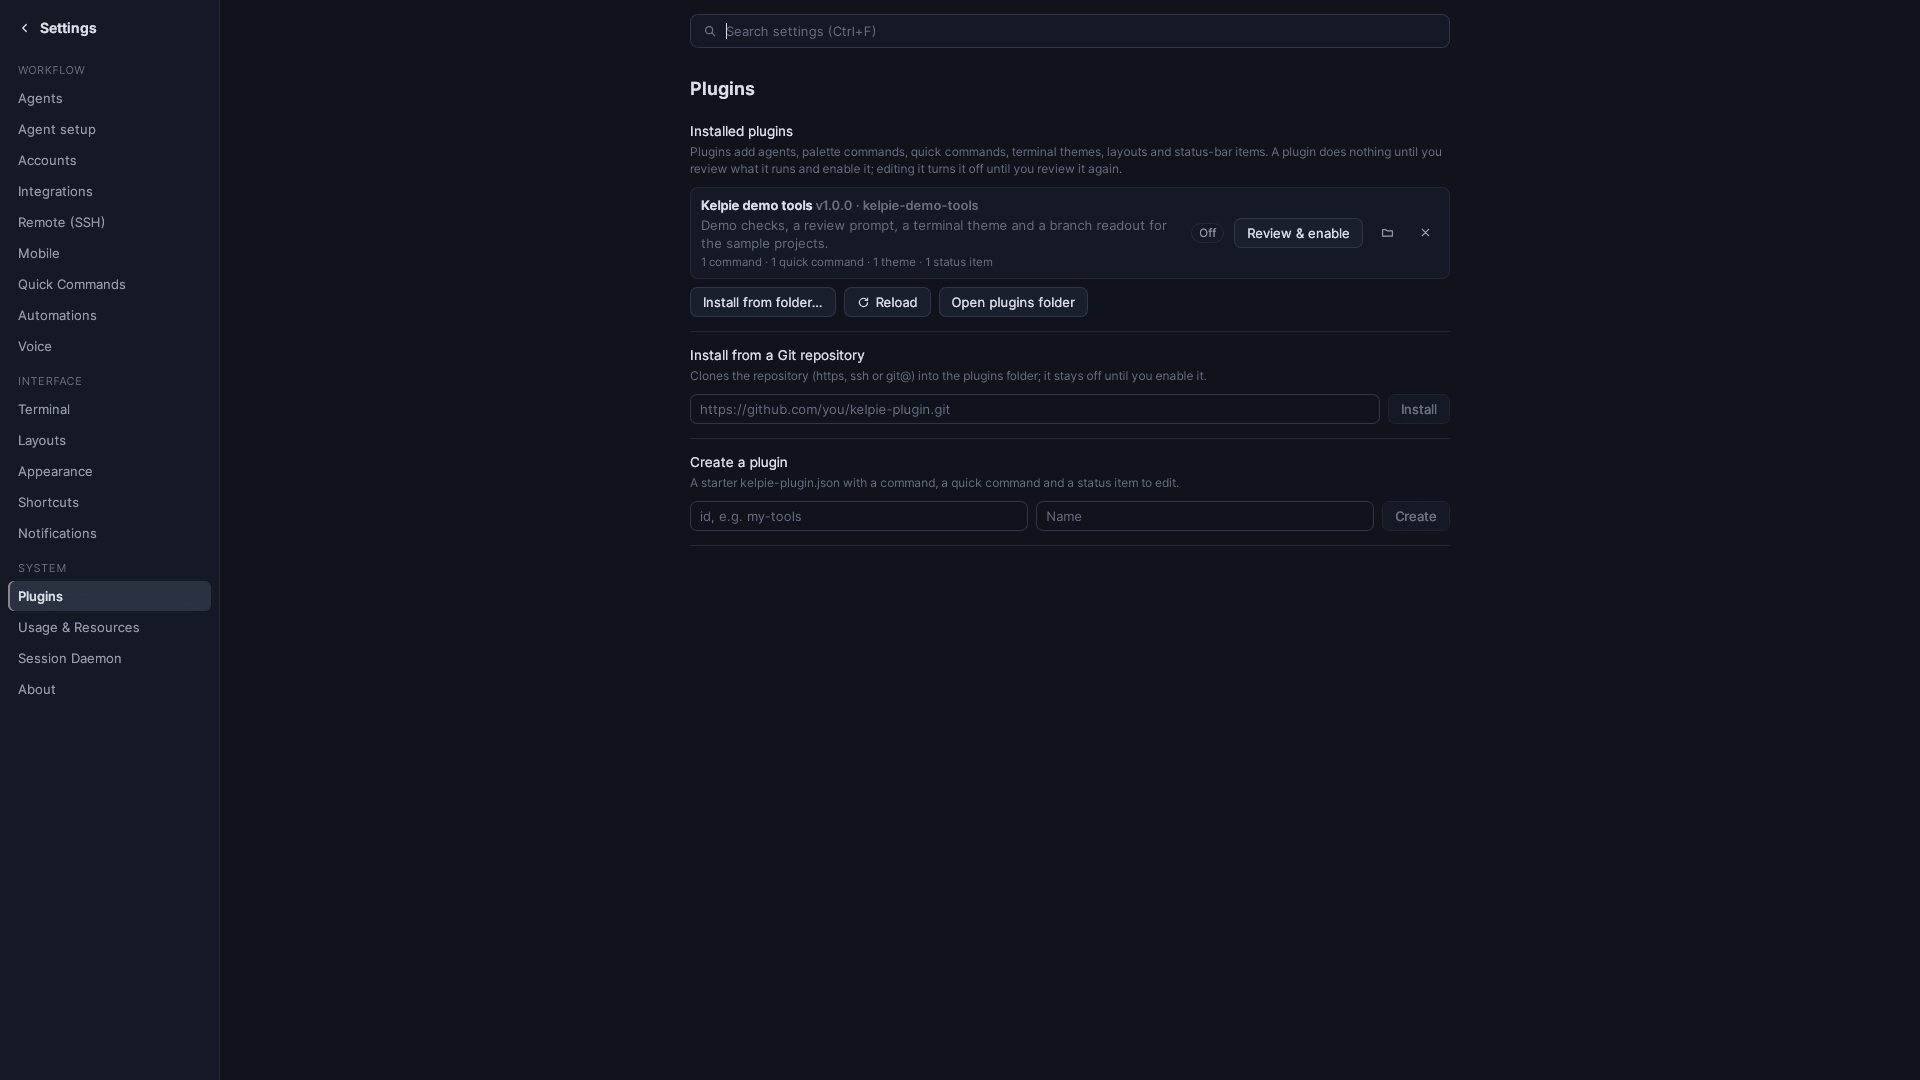 Settings
WORKFLOW
Agents
Agent setup
Accounts
Integrations
Remote (SSH)
Mobile
Quick Commands
Automations
Voice
INTERFACE
Terminal
Layouts
Appearance
Shortcuts
Notifications
SYSTEM
Plugins
Usage & Resources
Session Daemon
About
Search settings (Ctrl+F)
Plugins
Installed plugins
Plugins add agents, palette commands, quick commands, terminal themes, layouts and status-bar items. A plugin does nothing until you
review what it runs and enable it; editing it turns it off until you review it again.
Kelpie demo tools v1.0.0 · kelpie-demo-tools
Demo checks, a review prompt, a terminal theme and a branch readout for
the sample projects.
1 command · 1 quick command · 1 theme · 1 status item
Off
Review & enable
Install from folder...
Reload
Open plugins folder
Install from a Git repository
Clones the repository (https, ssh or git@) into the plugins folder; it stays off until you enable it.
https://github.com/you/kelpie-plugin.git
Install
Create a plugin
A starter kelpie-plugin.json with a command, a quick command and a status item to edit.
id, e.g. my-tools
Name
Create